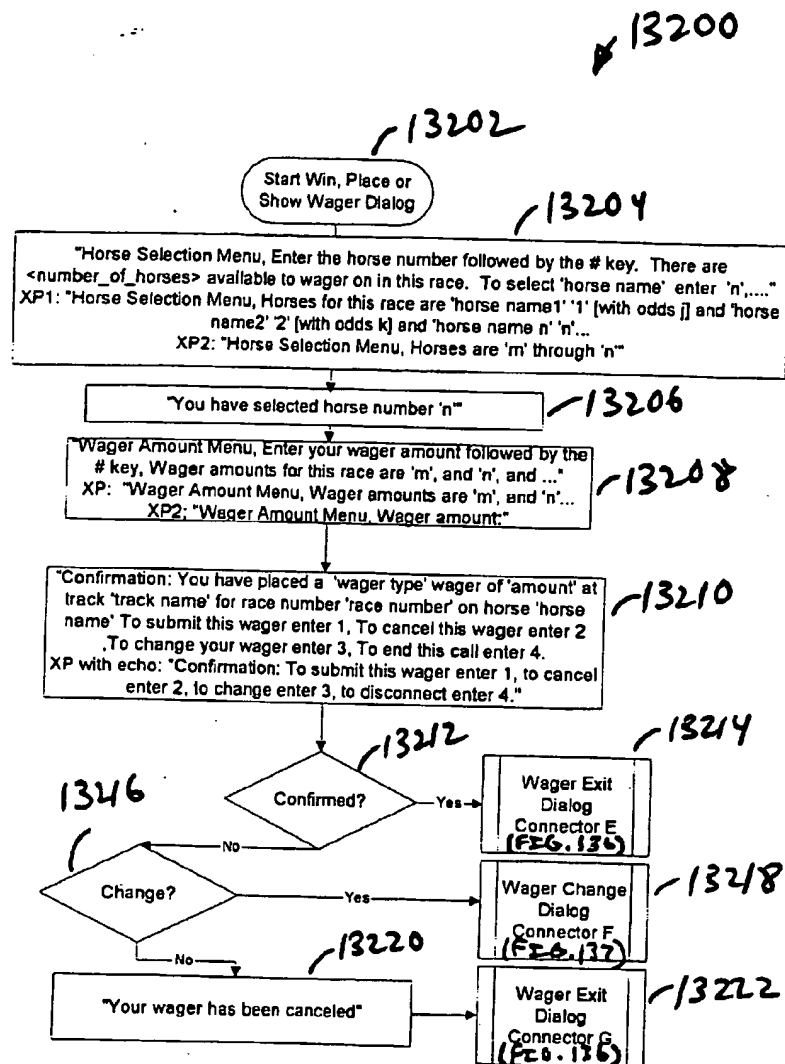 13200
13202
Start Win, Place or
Show Wager Dialog
13204
"Horse Selection Menu, Enter the horse number followed by the # key. There are
<number_of_horses> available to wager on in this race. To select 'horse name' enter 'n',...."
XP1: "Horse Selection Menu, Horses for this race are 'horse name1' '1' [with odds j] and 'horse
name2' '2' [with odds k] and 'horse name n' 'n'...
XP2: "Horse Selection Menu, Horses are 'm' through 'n'"
"You have selected horse number 'n'"
13206
"Wager Amount Menu, Enter your wager amount followed by the
# key, Wager amounts for this race are 'm', and 'n', and ..."
XP: "Wager Amount Menu, Wager amounts are 'm', and 'n'...
XP2: "Wager Amount Menu, Wager amount:"
13208
"Confirmation: You have placed a 'wager type' wager of 'amount' at
track 'track name' for race number 'race number' on horse 'horse
name' To submit this wager enter 1, To cancel this wager enter 2
,To change your wager enter 3, To end this call enter 4.
XP with echo: "Confirmation: To submit this wager enter 1, to cancel
enter 2, to change enter 3, to disconnect enter 4."
13210
13212
Confirmed?
Yes
13214
Wager Exit
Dialog
Connector E
(FIG. 136)
No
13216
Change?
Yes
Wager Change
Dialog
Connector F
(FIG. 137)
13218
No
13220
"Your wager has been canceled"
Wager Exit
Dialog
Connector G
(FIG. 136)
13222